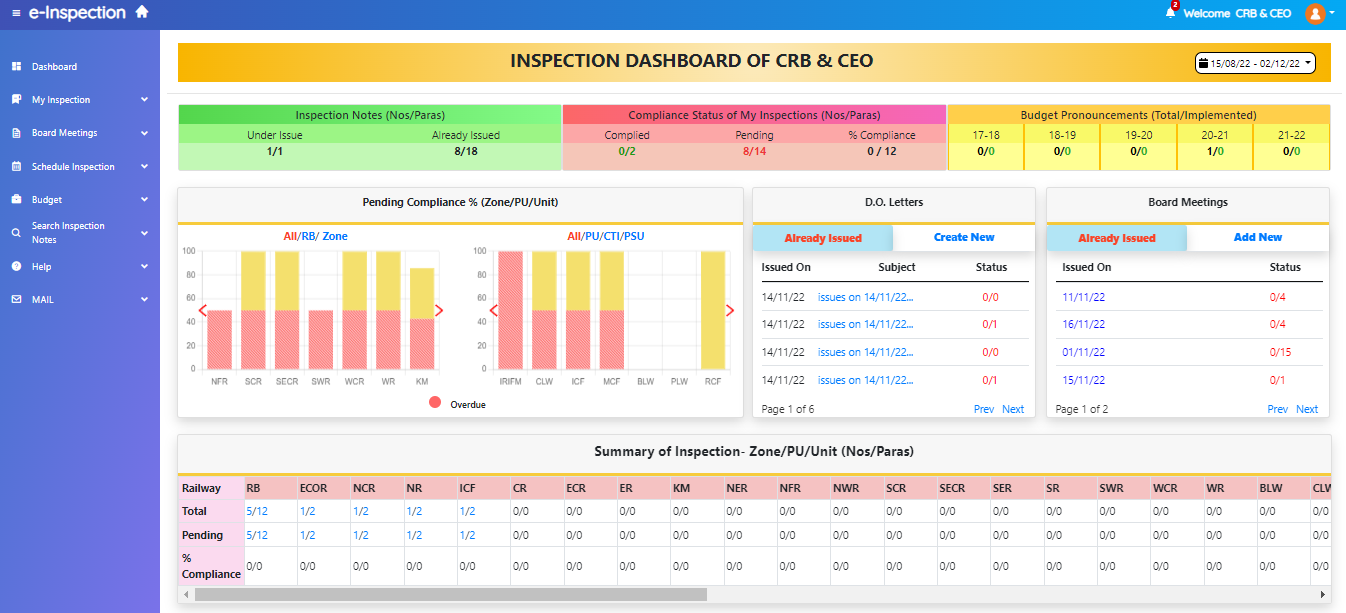 e-Inspection
2
Welcome CRB & CEO
Dashboard
My Inspection
Board Meetings
Schedule Inspection
Budget
Search Inspection
Notes
Help
MAIL
INSPECTION DASHBOARD OF CRB & CEO
15/08/22 - 02/12/22
Inspection Notes (Nos/Paras)
Under Issue Already Issued
1/1 8/18
Compliance Status of My Inspections (Nos/Paras)
Complied Pending % Compliance
0/2 8/14 0 / 12
Budget Pronouncements (Total/Implemented)
17-18 18-19 19-20 20-21 21-22
0/0 0/0 0/0 1/0 0/0
Pending Compliance % (Zone/PU/Unit)
All/RB/ Zone
100
80
60
40
20
0
NFR SCR SECR SWR WCR WR KM
All/PU/CTI/PSU
100
80
60
40
20
0
IRIFM CLW ICF MCF BLW PLW RCF
Overdue
D.O. Letters
Already Issued Create New
Issued On Subject Status
14/11/22 issues on 14/11/22... 0/0
14/11/22 issues on 14/11/22... 0/1
14/11/22 issues on 14/11/22... 0/0
14/11/22 issues on 14/11/22... 0/1
Page 1 of 6 Prev Next
Board Meetings
Already Issued Add New
Issued On Status
11/11/22 0/4
16/11/22 0/4
01/11/22 0/15
15/11/22 0/1
Page 1 of 2 Prev Next
Summary of Inspection- Zone/PU/Unit (Nos/Paras)
Railway RB ECOR NCR NR ICF CR ECR ER KM NER NFR NWR SCR SECR SER SR SWR WCR WR BLW CLW
Total 5/12 1/2 1/2 1/2 1/2 0/0 0/0 0/0 0/0 0/0 0/0 0/0 0/0 0/0 0/0 0/0 0/0 0/0 0/0 0/0 0/0
Pending 5/12 1/2 1/2 1/2 1/2 0/0 0/0 0/0 0/0 0/0 0/0 0/0 0/0 0/0 0/0 0/0 0/0 0/0 0/0 0/0 0/0
%
Compliance 0/0 0/0 0/0 0/0 0/0 0/0 0/0 0/0 0/0 0/0 0/0 0/0 0/0 0/0 0/0 0/0 0/0 0/0 0/0 0/0 0/0